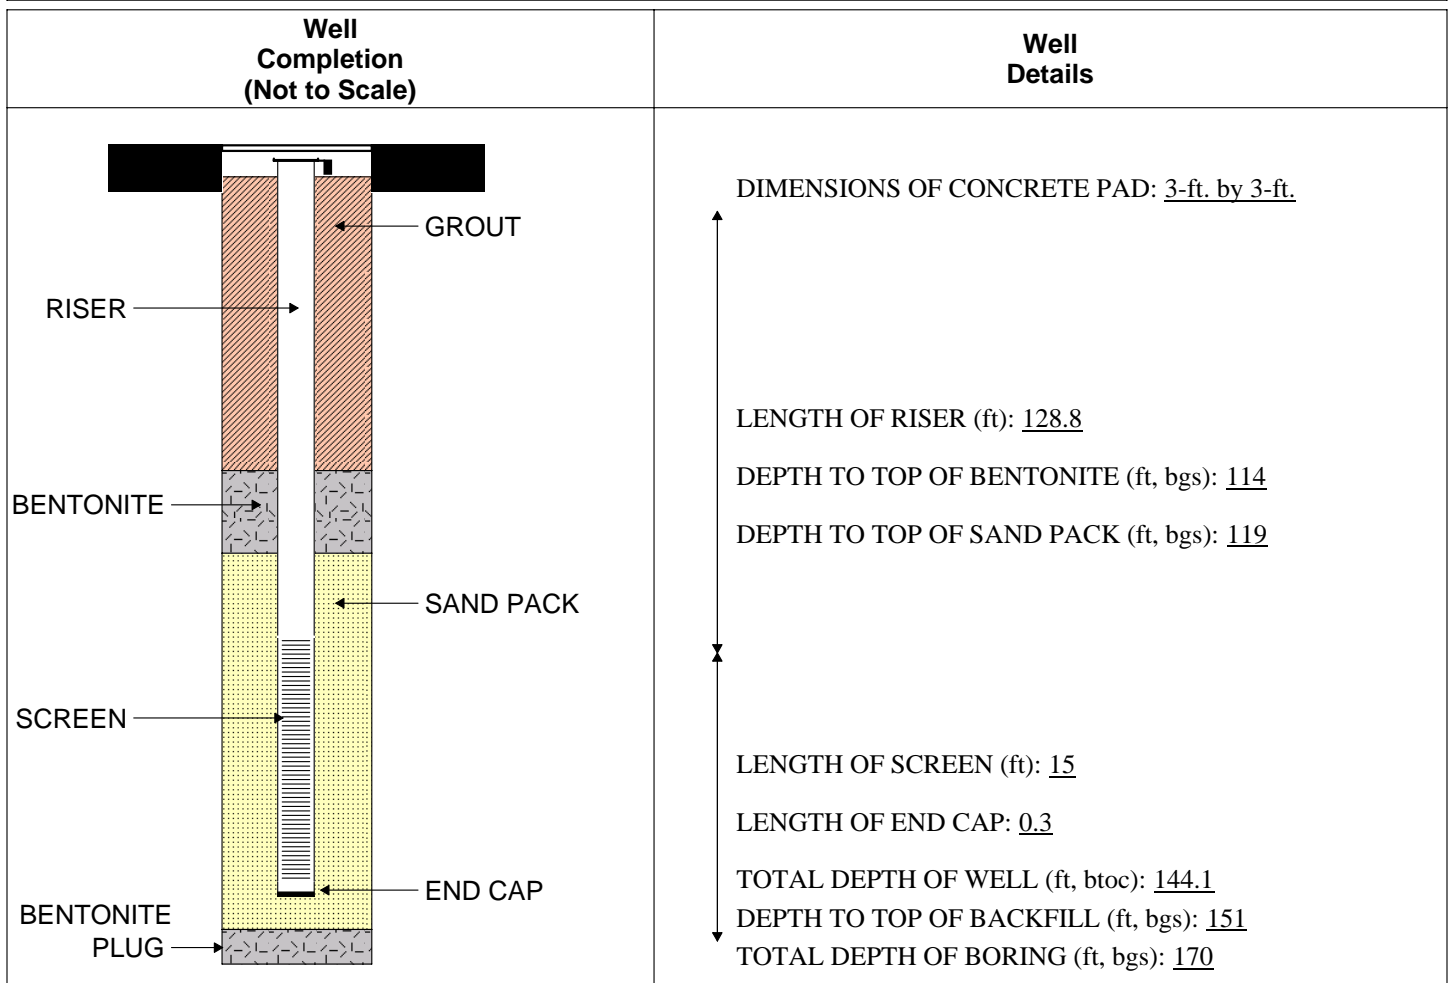 Well
Completion
(Not to Scale)
Well
Details
GROUT
RISER
BENTONITE
SAND PACK
SCREEN
END CAP
BENTONITE
PLUG
DIMENSIONS OF CONCRETE PAD: 3-ft. by 3-ft.
LENGTH OF RISER (ft): 128.8
DEPTH TO TOP OF BENTONITE (ft, bgs): 114
DEPTH TO TOP OF SAND PACK (ft, bgs): 119
LENGTH OF SCREEN (ft): 15
LENGTH OF END CAP: 0.3
TOTAL DEPTH OF WELL (ft, btoc): 144.1
DEPTH TO TOP OF BACKFILL (ft, bgs): 151
TOTAL DEPTH OF BORING (ft, bgs): 170